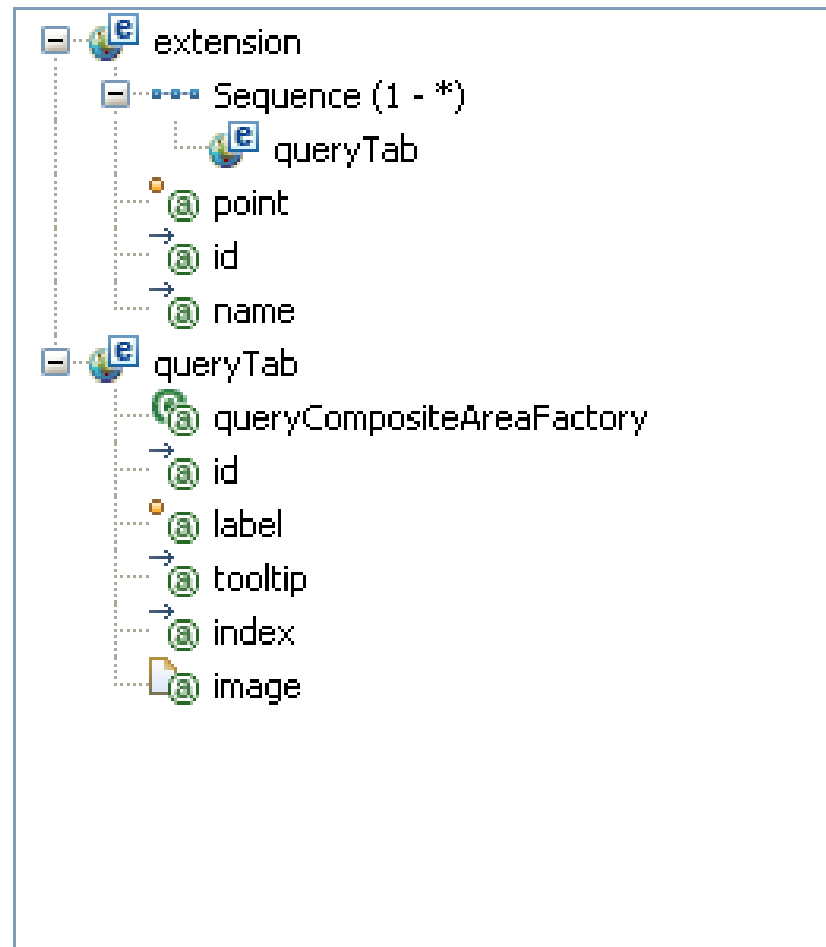 extension
Sequence (1 - *)
queryTab
point
id
name
queryTab
queryCompositeAreaFactory
id
label
tooltip
index
image